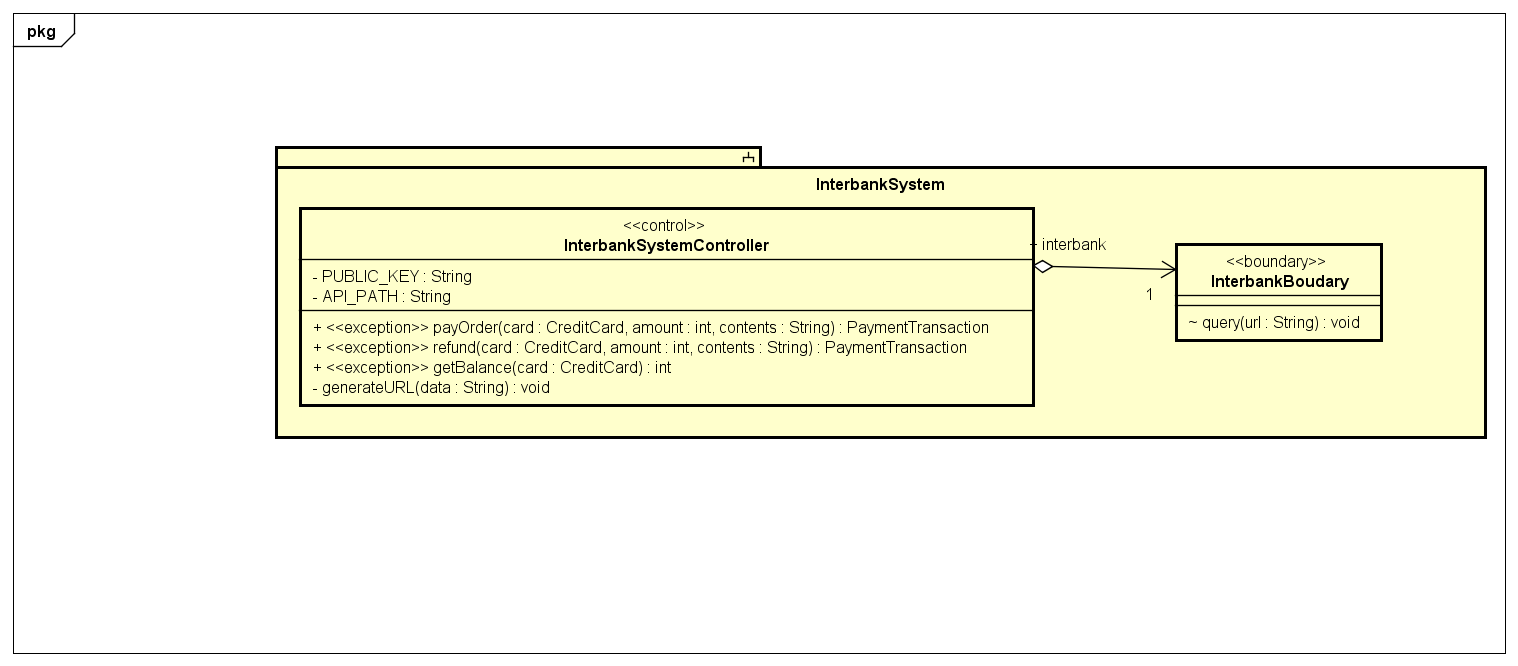 pkg
InterbankSystem
<<control>>
InterbankSystemController
- PUBLIC_KEY : String
- API_PATH : String
+ <<exception>> payOrder(card : CreditCard, amount : int, contents : String) : PaymentTransaction
+ <<exception>> refund(card : CreditCard, amount : int, contents : String) : PaymentTransaction
+ <<exception>> getBalance(card : CreditCard) : int
- generateURL(data : String) : void
- interbank
1
<<boundary>>
InterbankBoudary
~ query(url : String) : void